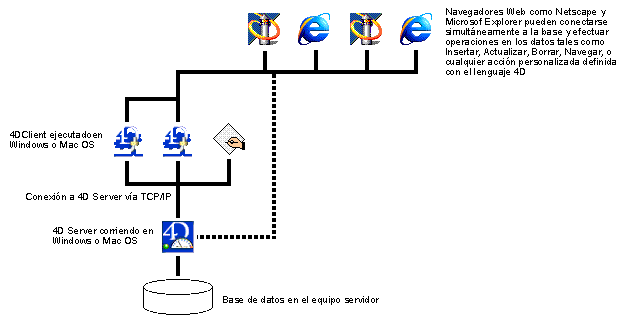 Navegadores Web como Netscape y
Microsof Explorer pueden conectarse
simultáneamente a la base y efectuar
operaciones en los datos tales como
Insertar, Actualizar, Borrar, Navegar, o
cualquier acción personalizada definida
con el lenguaje 4D
4DClient ejecutado en
Windows o Mac OS
Conexión a 4D Server vía TCP/IP
4D Server corriendo en
Windows o Mac OS
4D
Base de datos en el equipo servidor